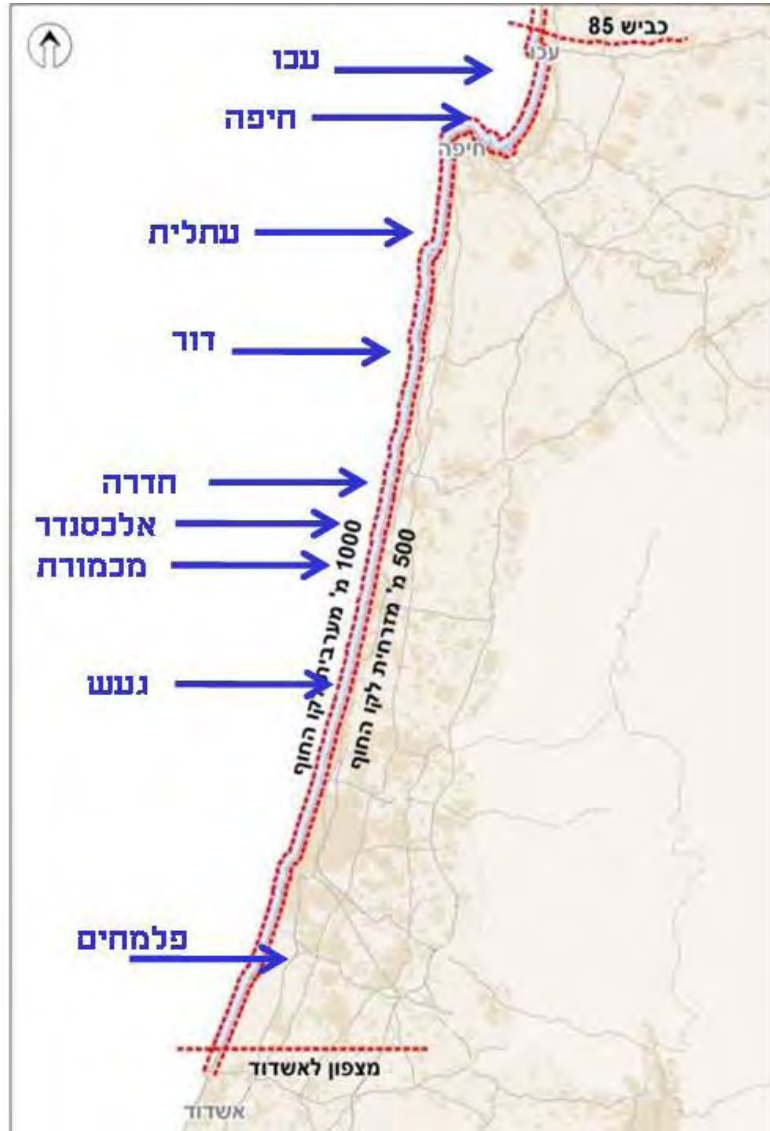 כביש 85
עכו
עכו
חיפה
חיפה
עתלית
דור
חדרה
אלכסנדר
מכמורת
געש
1000 מ' מערבית לקו החוף
500 מ' מזרחית לקו החוף
פלמחים
מצפון לאשדוד
אשדוד